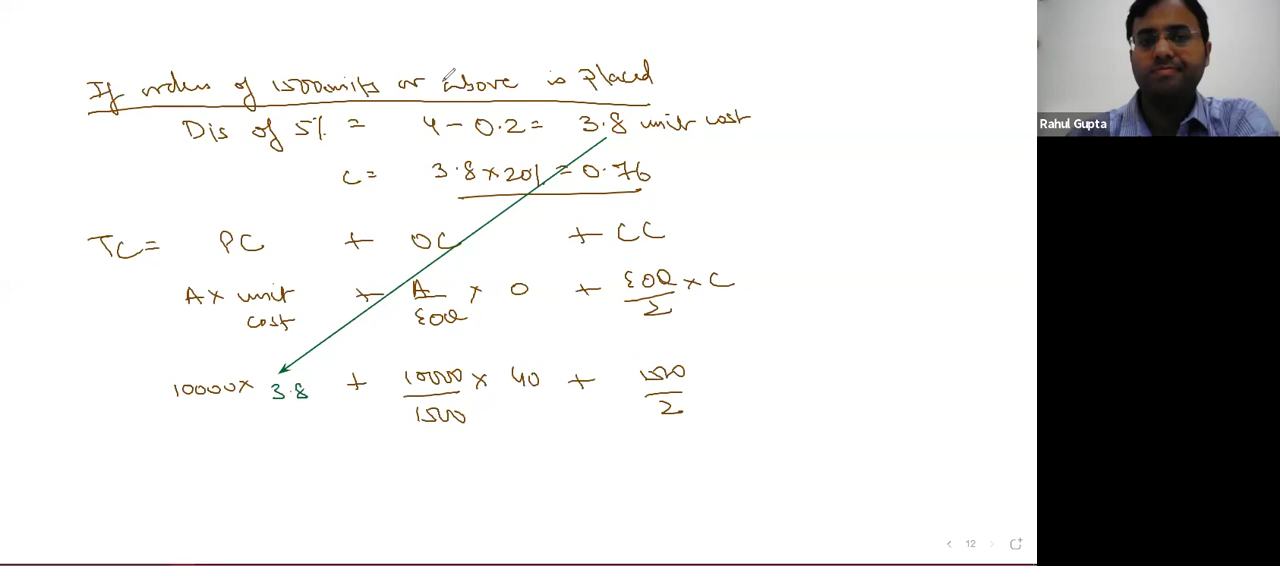 If orders of 1500 units or above is Placed
Dis of 5% = 4 - 0.2 = 3.8 unit cost
C = 3.8 × 20% = 0.76
TC = PC + OC + CC
A × unit cost + A/EOQ × O + EOQ/2 × C
10000 × 3.8 + 10000/1500 × 40 + 1500/2
Rahul Gupta
12